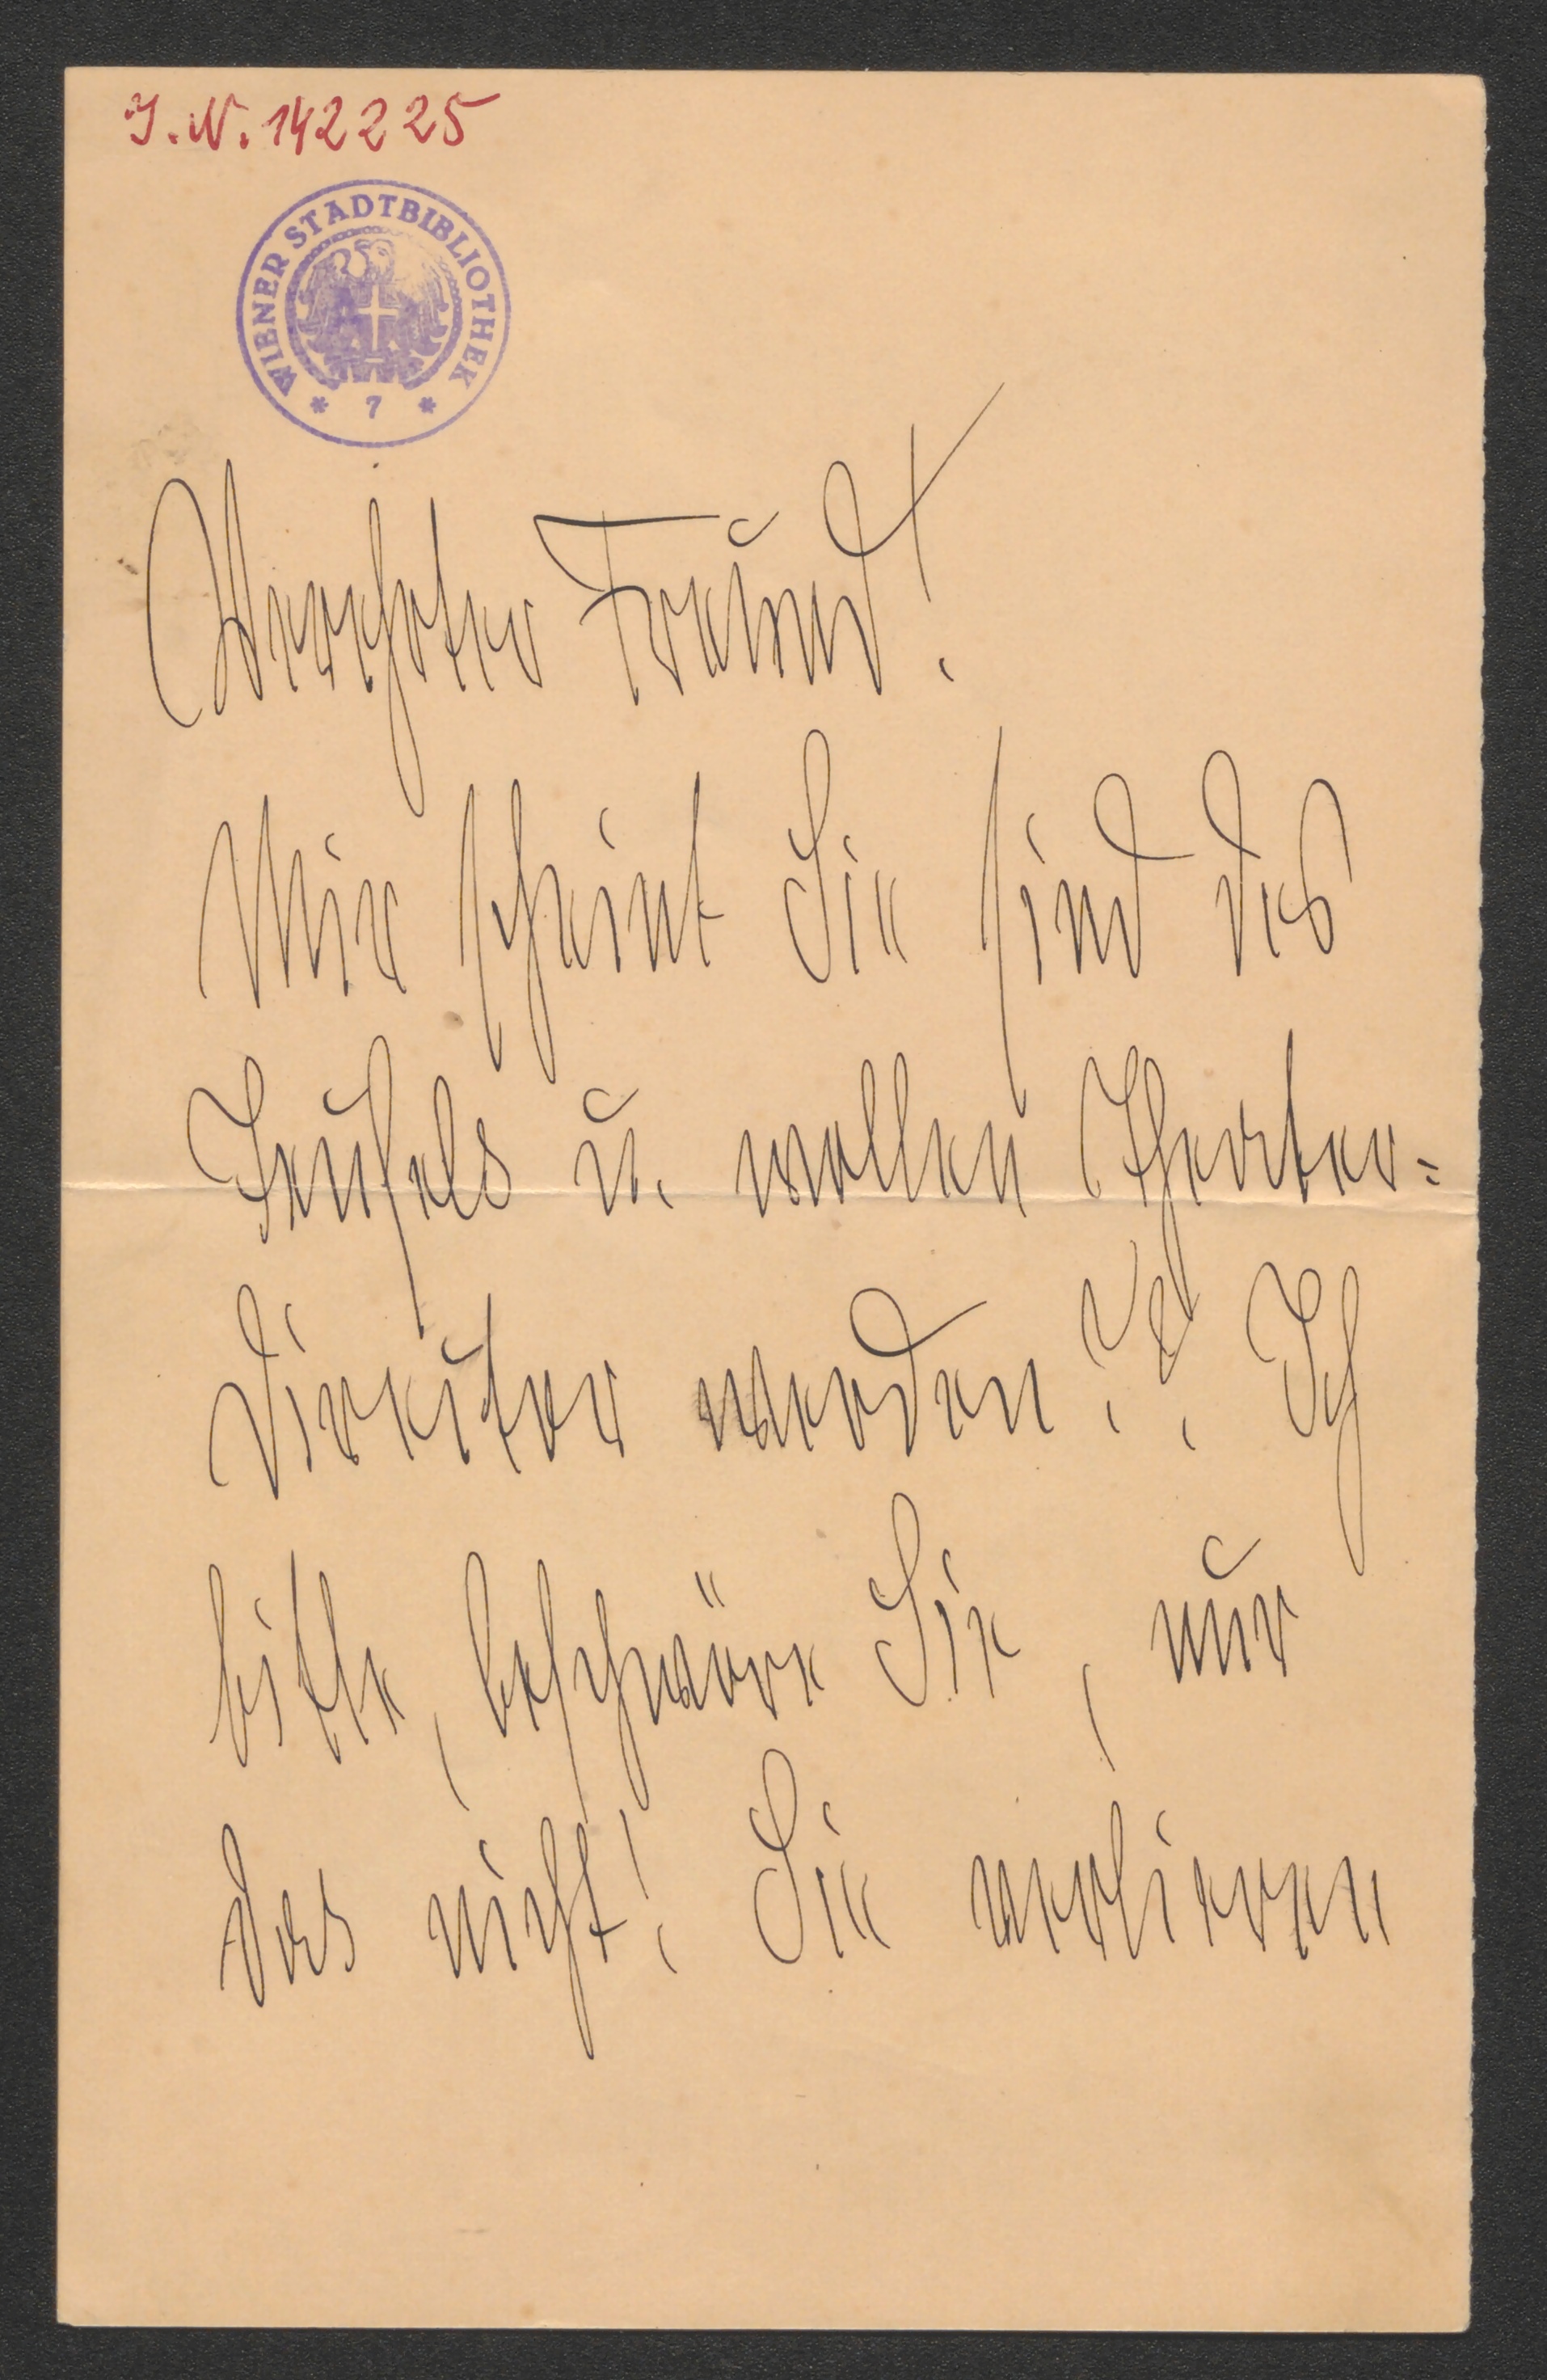 I.N. 142225
WIENER STADTBIBLIOTHEK
* 7 *
Verehrter Freund!
Mir scheint Sie sind des
Teufels u. wollen Theater=
Direktor werden?? Ich
bitte, beschwöre Sie, nur
das nicht! Sie verlieren